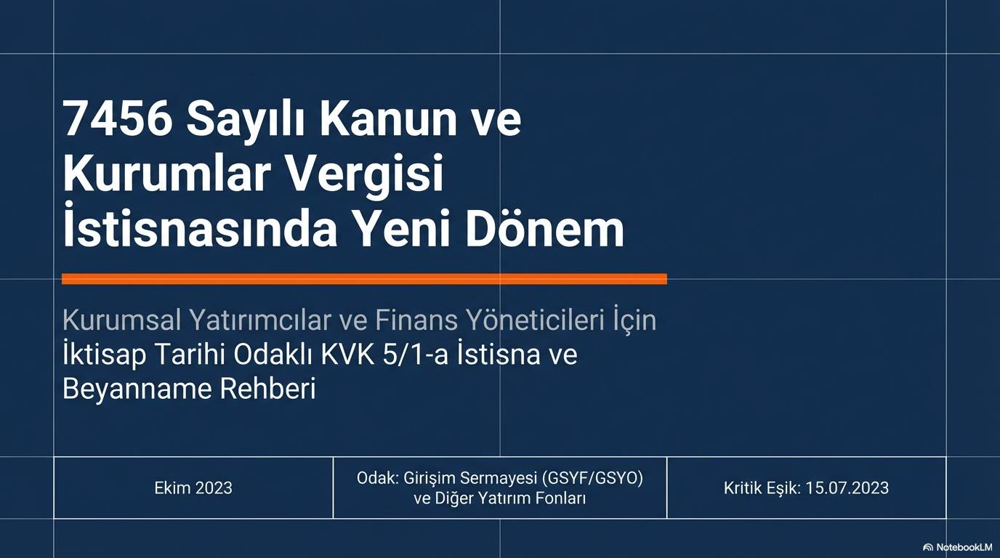 7456 Sayılı Kanun ve
Kurumlar Vergisi
İstisnasında Yeni Dönem
Kurumsal Yatırımcılar ve Finans Yöneticileri İçin
İktisap Tarihi Odaklı KVK 5/1-a İstisna ve
Beyanname Rehberi
Ekim 2023
Odak: Girişim Sermayesi (GSYF/GSYO)
ve Diğer Yatırım Fonları
Kritik Eşik: 15.07.2023
NotebookLM